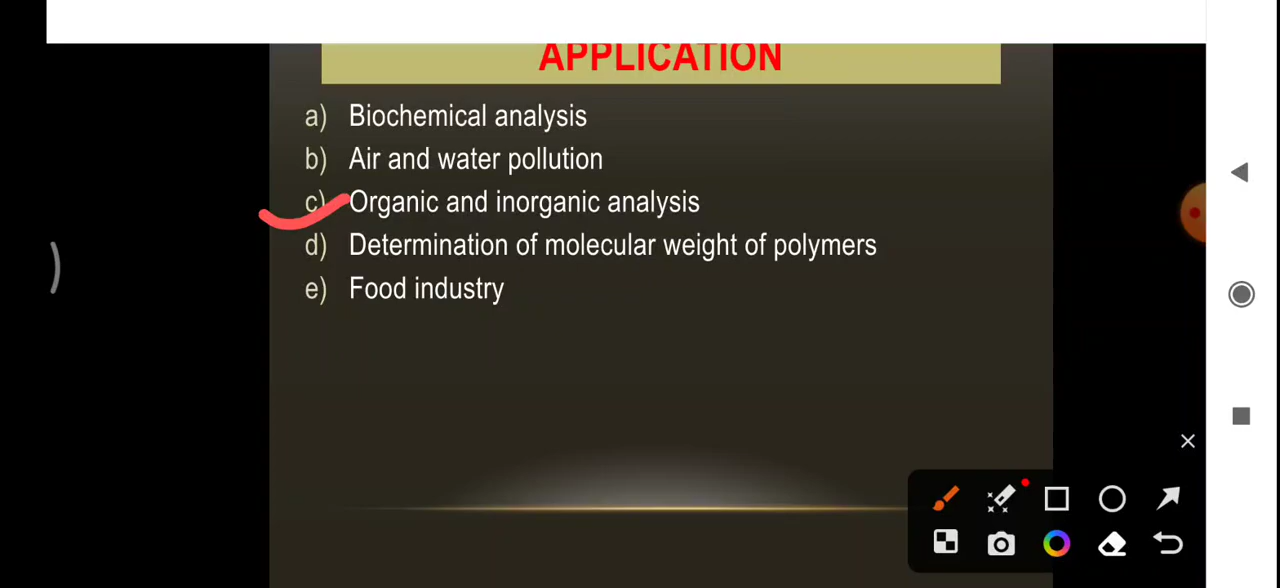 APPLICATION
a) Biochemical analysis
b) Air and water pollution
c) Organic and inorganic analysis
d) Determination of molecular weight of polymers
e) Food industry